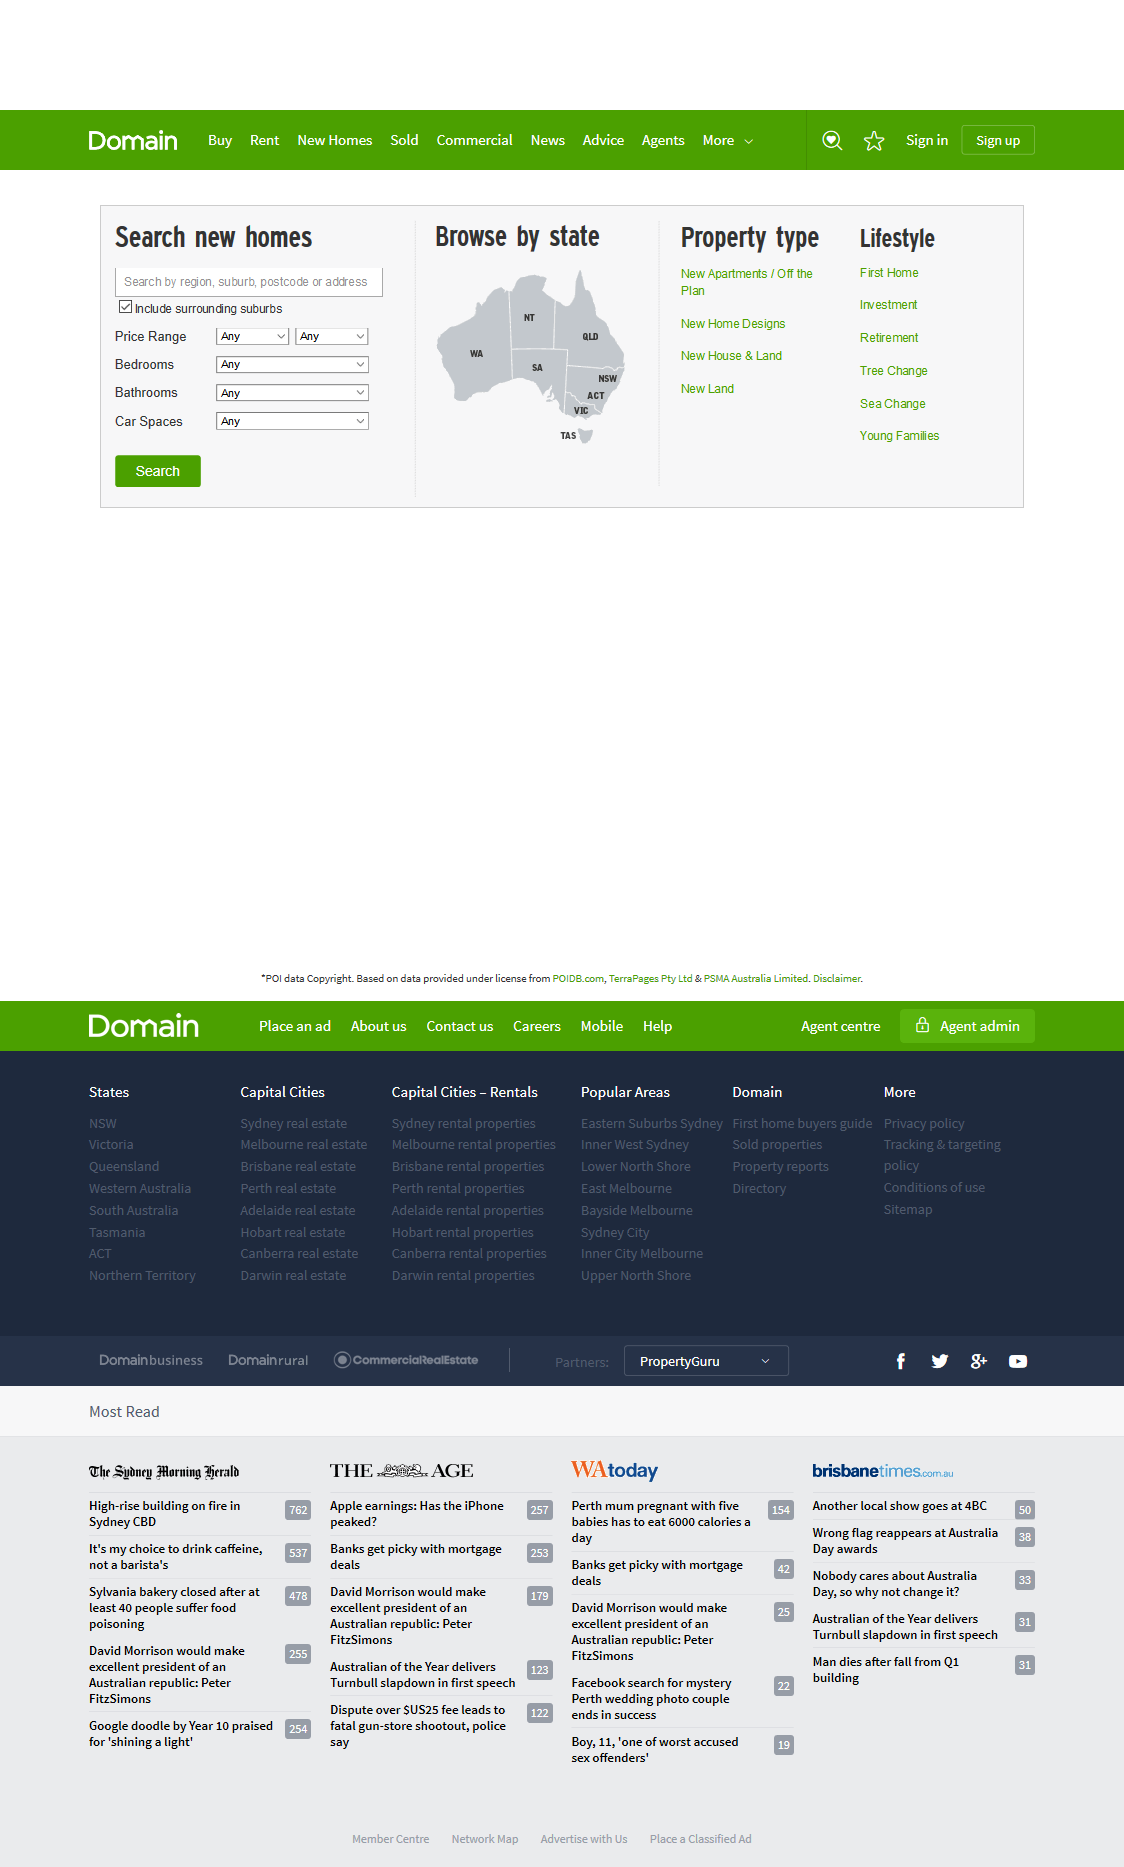 Domain
Buy Rent New Homes Sold Commercial News Advice Agents More
Sign in Sign up
Search new homes
Search by region, suburb, postcode or address
Include surrounding suburbs
Price Range Any Any
Bedrooms Any
Bathrooms Any
Car Spaces Any
Search
Browse by state
NT
QLD
WA
SA
NSW
ACT
VIC
TAS
Property type
New Apartments / Off the
Plan
New Home Designs
New House & Land
New Land
Lifestyle
First Home
Investment
Retirement
Tree Change
Sea Change
Young Families
*POI data Copyright. Based on data provided under license from POIDB.com, TerraPages Pty Ltd & PSMA Australia Limited. Disclaimer.
Domain
Place an ad About us Contact us Careers Mobile Help
Agent centre Agent admin
States
NSW
Victoria
Queensland
Western Australia
South Australia
Tasmania
ACT
Northern Territory
Capital Cities
Sydney real estate
Melbourne real estate
Brisbane real estate
Perth real estate
Adelaide real estate
Hobart real estate
Canberra real estate
Darwin real estate
Capital Cities – Rentals
Sydney rental properties
Melbourne rental properties
Brisbane rental properties
Perth rental properties
Adelaide rental properties
Hobart rental properties
Canberra rental properties
Darwin rental properties
Popular Areas
Eastern Suburbs Sydney
Inner West Sydney
Lower North Shore
East Melbourne
Bayside Melbourne
Sydney City
Inner City Melbourne
Upper North Shore
Domain
First home buyers guide
Sold properties
Property reports
Directory
More
Privacy policy
Tracking & targeting
policy
Conditions of use
Sitemap
Domainbusiness Domainrural CommercialRealEstate
Partners: PropertyGuru
Most Read
The Sydney Morning Herald
High-rise building on fire in 762
Sydney CBD
It's my choice to drink caffeine, 537
not a barista's
Sylvania bakery closed after at 478
least 40 people suffer food
poisoning
David Morrison would make 255
excellent president of an
Australian republic: Peter
FitzSimons
Google doodle by Year 10 praised 254
for 'shining a light'
THE AGE
Apple earnings: Has the iPhone 257
peaked?
Banks get picky with mortgage 253
deals
David Morrison would make 179
excellent president of an
Australian republic: Peter
FitzSimons
Australian of the Year delivers 123
Turnbull slapdown in first speech
Dispute over $US25 fee leads to 122
fatal gun-store shootout, police
say
WAtoday
Perth mum pregnant with five 154
babies has to eat 6000 calories a
day
Banks get picky with mortgage 42
deals
David Morrison would make 25
excellent president of an
Australian republic: Peter
FitzSimons
Facebook search for mystery 22
Perth wedding photo couple
ends in success
Boy, 11, 'one of worst accused 19
sex offenders'
brisbanetimes.com.au
Another local show goes at 4BC 50
Wrong flag reappears at Australia 38
Day awards
Nobody cares about Australia 33
Day, so why not change it?
Australian of the Year delivers 31
Turnbull slapdown in first speech
Man dies after fall from Q1 31
building
Member Centre Network Map Advertise with Us Place a Classified Ad